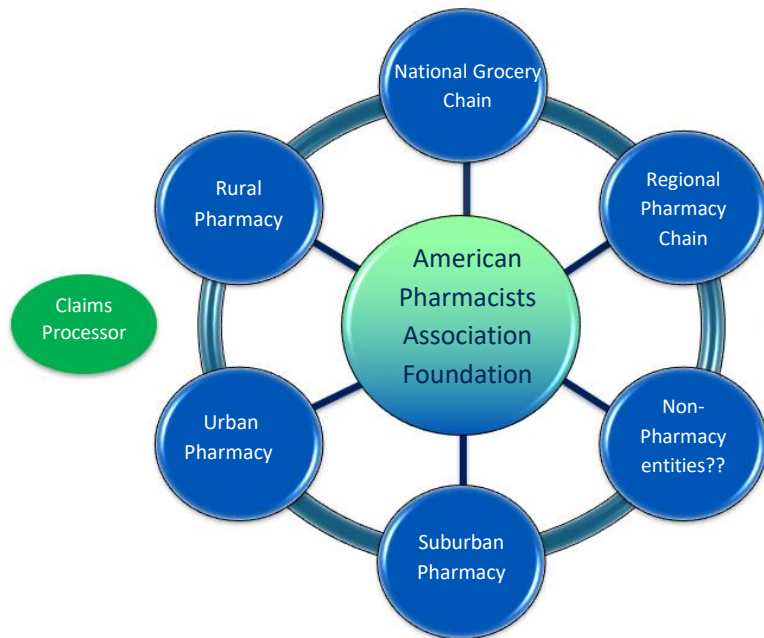 National Grocery
Chain
Rural
Pharmacy
Regional
Pharmacy
Chain
American
Pharmacists
Association
Foundation
Claims
Processor
Urban
Pharmacy
Non-
Pharmacy
entities??
Suburban
Pharmacy